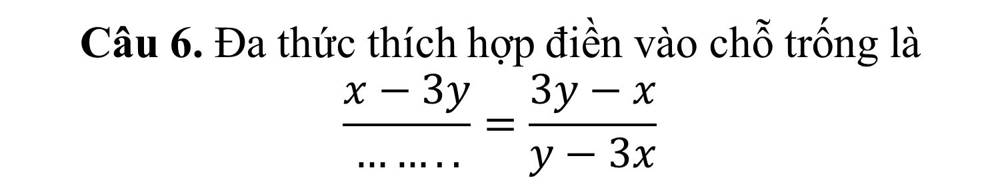 Câu 6. Đa thức thích hợp điền vào chỗ trống là
x − 3y / ... ... . . = 3y − x / y − 3x